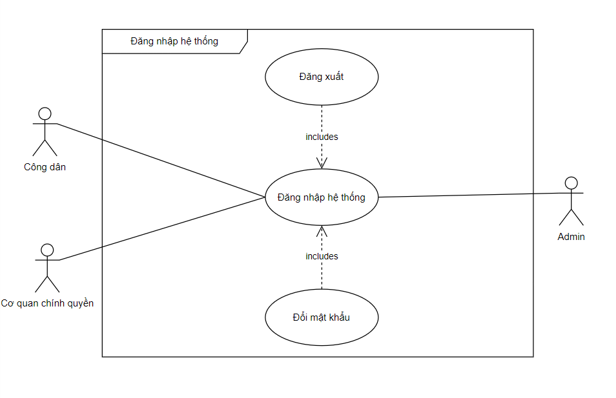 Đăng nhập hệ thống
Đăng xuất
includes
Công dân
Đăng nhập hệ thống
Admin
includes
Cơ quan chính quyền
Đổi mật khẩu